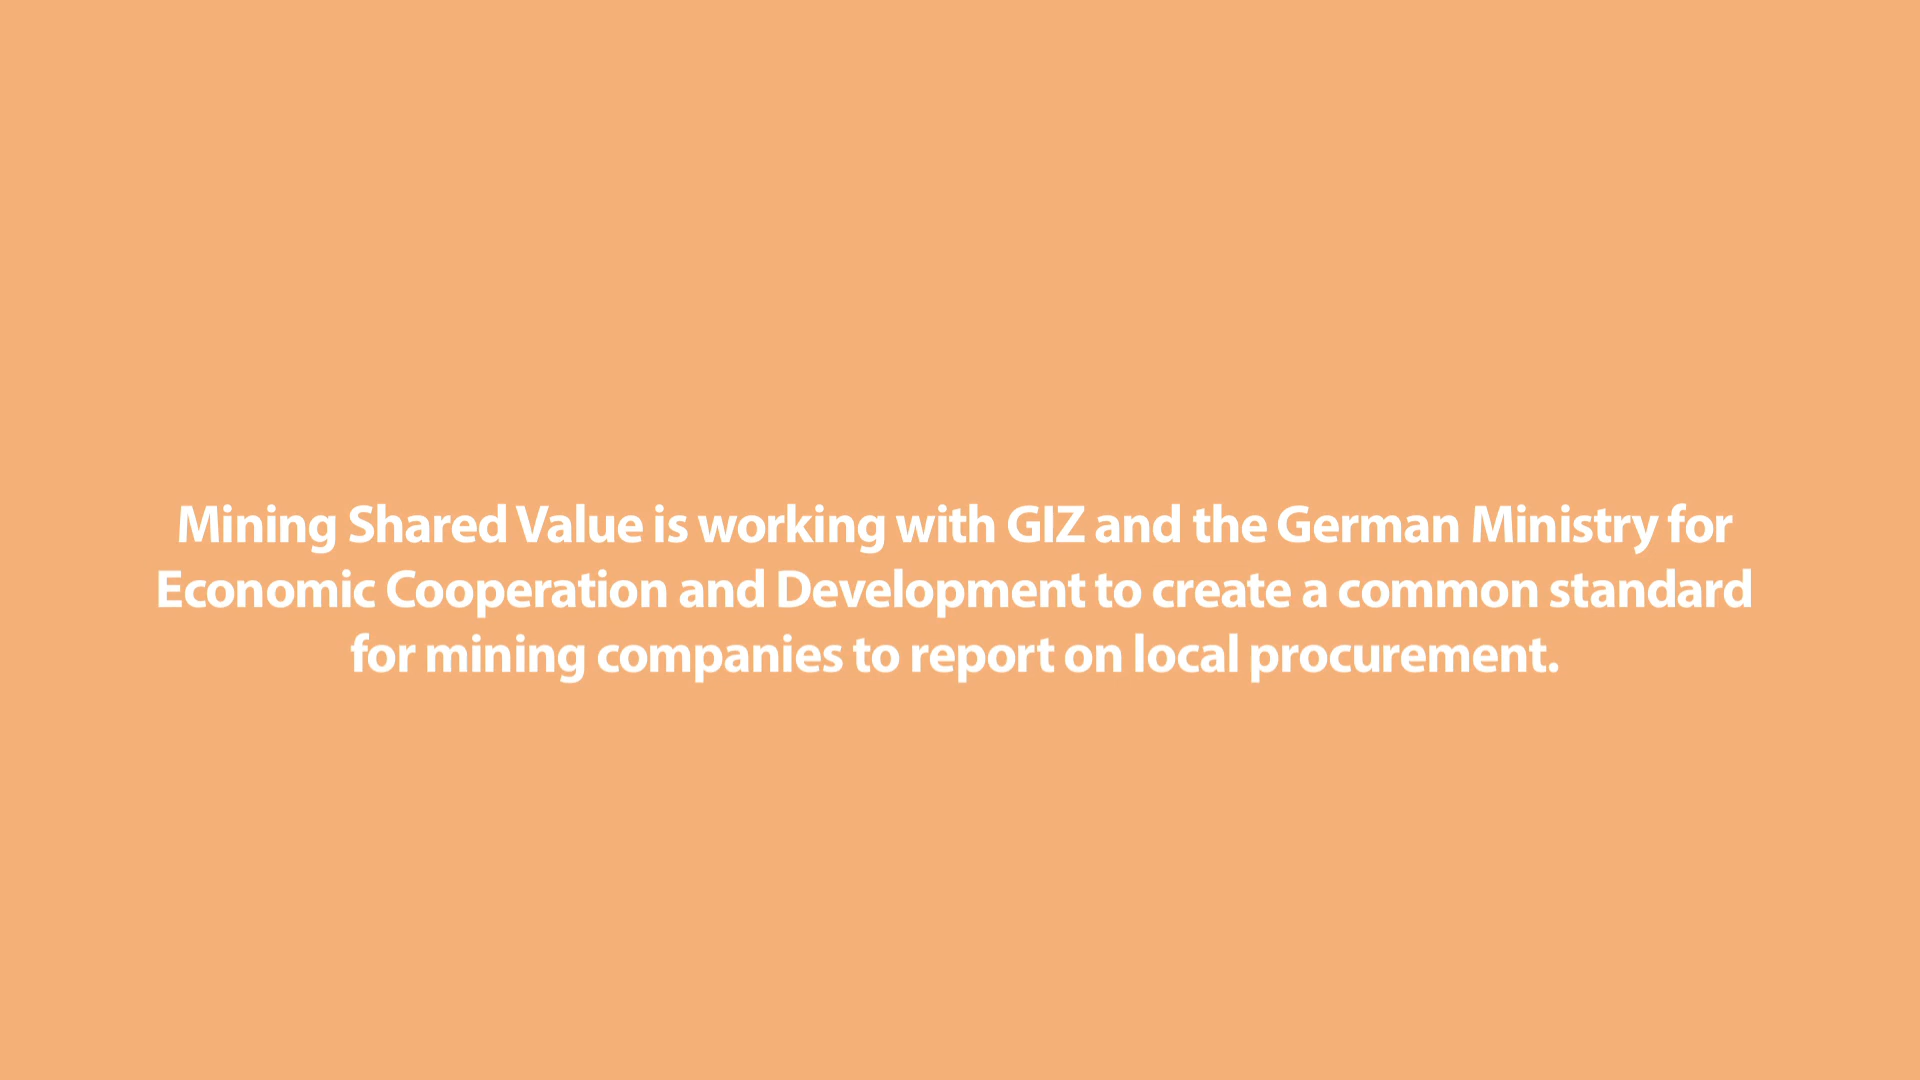 Mining Shared Value is working with GIZ and the German Ministry for
Economic Cooperation and Development to create a common standard
for mining companies to report on local procurement.